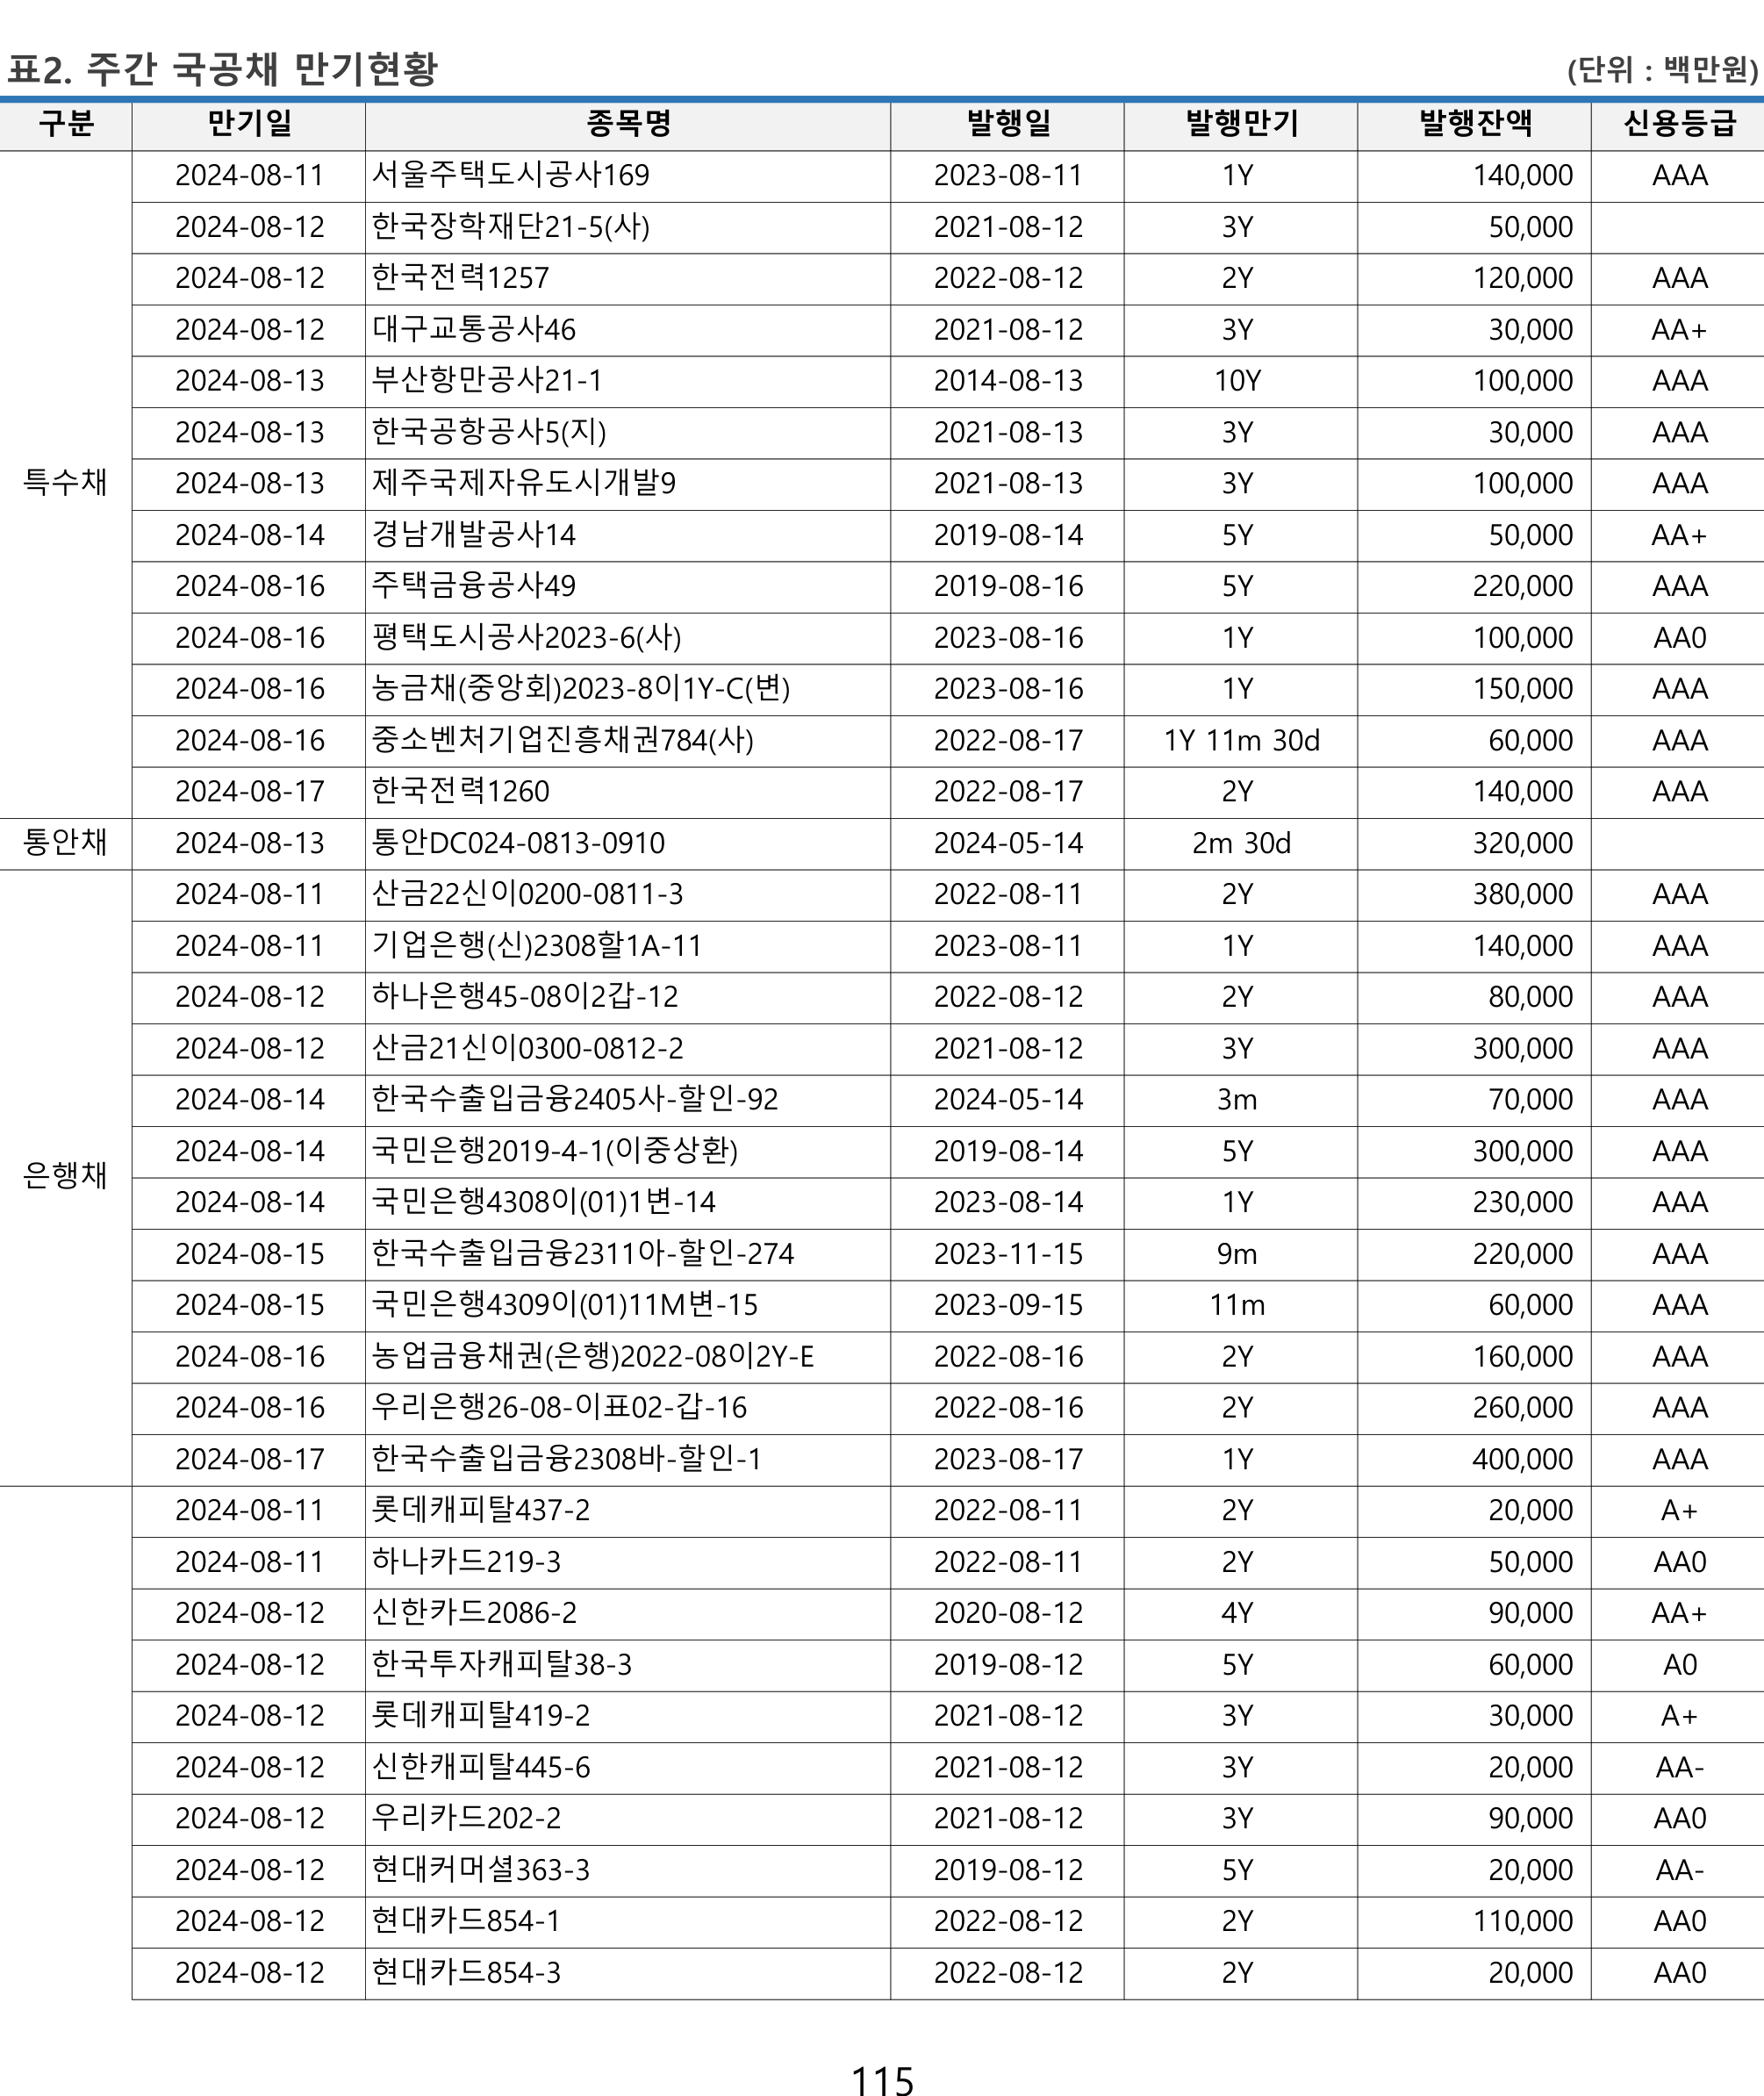 표2. 주간 국공채 만기현황 (단위 : 백만원)
구분 만기일 종목명 발행일 발행만기 발행잔액 신용등급
2024-08-11 서울주택도시공사169 2023-08-11 1Y 140,000 AAA
2024-08-12 한국장학재단21-5(사) 2021-08-12 3Y 50,000
2024-08-12 한국전력1257 2022-08-12 2Y 120,000 AAA
2024-08-12 대구교통공사46 2021-08-12 3Y 30,000 AA+
2024-08-13 부산항만공사21-1 2014-08-13 10Y 100,000 AAA
2024-08-13 한국공항공사5(지) 2021-08-13 3Y 30,000 AAA
특수채 2024-08-13 제주국제자유도시개발9 2021-08-13 3Y 100,000 AAA
2024-08-14 경남개발공사14 2019-08-14 5Y 50,000 AA+
2024-08-16 주택금융공사49 2019-08-16 5Y 220,000 AAA
2024-08-16 평택도시공사2023-6(사) 2023-08-16 1Y 100,000 AA0
2024-08-16 농금채(중앙회)2023-8이1Y-C(변) 2023-08-16 1Y 150,000 AAA
2024-08-16 중소벤처기업진흥채권784(사) 2022-08-17 1Y 11m 30d 60,000 AAA
2024-08-17 한국전력1260 2022-08-17 2Y 140,000 AAA
통안채 2024-08-13 통안DC024-0813-0910 2024-05-14 2m 30d 320,000
2024-08-11 산금22신이0200-0811-3 2022-08-11 2Y 380,000 AAA
2024-08-11 기업은행(신)2308할1A-11 2023-08-11 1Y 140,000 AAA
2024-08-12 하나은행45-08이2갑-12 2022-08-12 2Y 80,000 AAA
2024-08-12 산금21신이0300-0812-2 2021-08-12 3Y 300,000 AAA
2024-08-14 한국수출입금융2405사-할인-92 2024-05-14 3m 70,000 AAA
2024-08-14 국민은행2019-4-1(이중상환) 2019-08-14 5Y 300,000 AAA
은행채
2024-08-14 국민은행4308이(01)1변-14 2023-08-14 1Y 230,000 AAA
2024-08-15 한국수출입금융2311아-할인-274 2023-11-15 9m 220,000 AAA
2024-08-15 국민은행4309이(01)11M변-15 2023-09-15 11m 60,000 AAA
2024-08-16 농업금융채권(은행)2022-08이2Y-E 2022-08-16 2Y 160,000 AAA
2024-08-16 우리은행26-08-이표02-갑-16 2022-08-16 2Y 260,000 AAA
2024-08-17 한국수출입금융2308바-할인-1 2023-08-17 1Y 400,000 AAA
2024-08-11 롯데캐피탈437-2 2022-08-11 2Y 20,000 A+
2024-08-11 하나카드219-3 2022-08-11 2Y 50,000 AA0
2024-08-12 신한카드2086-2 2020-08-12 4Y 90,000 AA+
2024-08-12 한국투자캐피탈38-3 2019-08-12 5Y 60,000 A0
2024-08-12 롯데캐피탈419-2 2021-08-12 3Y 30,000 A+
2024-08-12 신한캐피탈445-6 2021-08-12 3Y 20,000 AA-
2024-08-12 우리카드202-2 2021-08-12 3Y 90,000 AA0
2024-08-12 현대커머셜363-3 2019-08-12 5Y 20,000 AA-
2024-08-12 현대카드854-1 2022-08-12 2Y 110,000 AA0
2024-08-12 현대카드854-3 2022-08-12 2Y 20,000 AA0
115